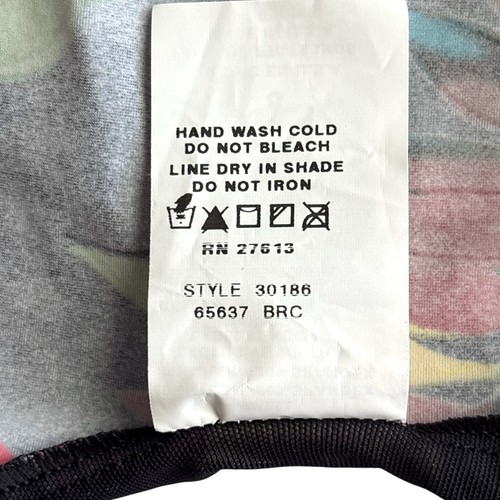 HAND WASH COLD
DO NOT BLEACH
LINE DRY IN SHADE
DO NOT IRON
RN 27613
STYLE 30186
65637 BRC